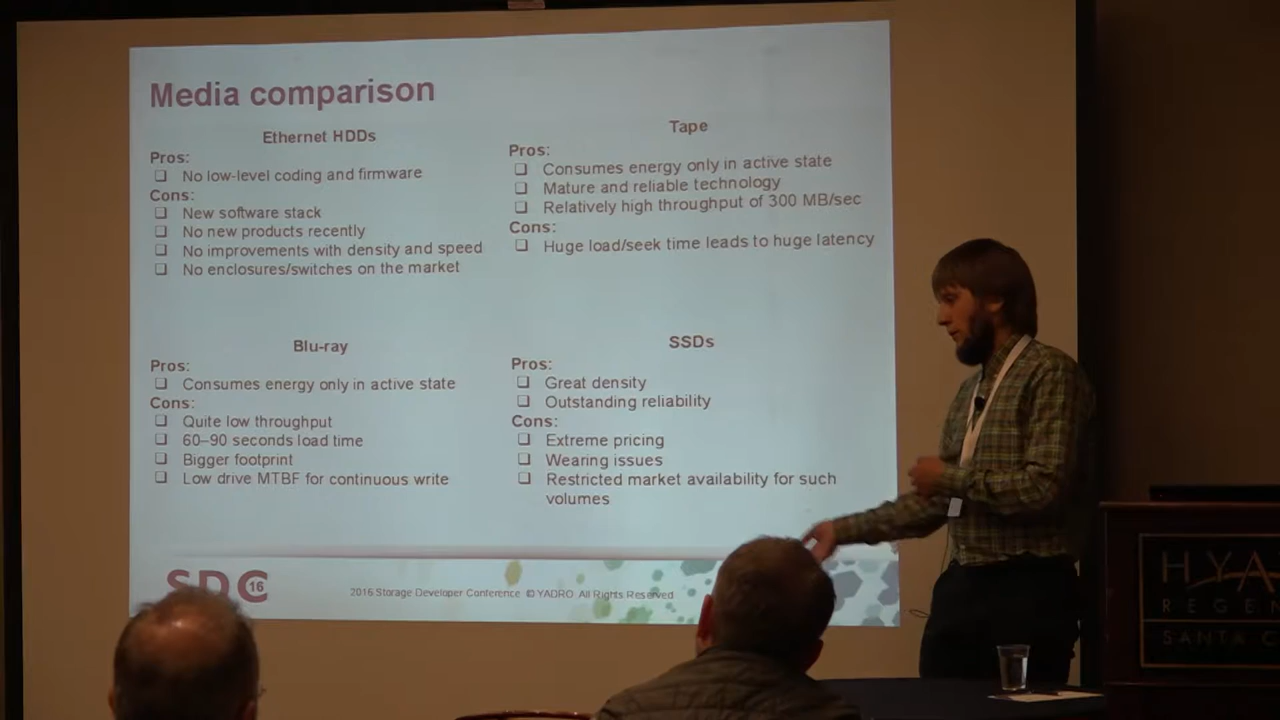 Media comparison
Ethernet HDDs
Pros:
❑ No low-level coding and firmware
Cons:
❑ New software stack
❑ No new products recently
❑ No improvements with density and speed
❑ No enclosures/switches on the market
Tape
Pros:
❑ Consumes energy only in active state
❑ Mature and reliable technology
❑ Relatively high throughput of 300 MB/sec
Cons:
❑ Huge load/seek time leads to huge latency
Blu-ray
Pros:
❑ Consumes energy only in active state
Cons:
❑ Quite low throughput
❑ 60–90 seconds load time
❑ Bigger footprint
❑ Low drive MTBF for continuous write
SSDs
Pros:
❑ Great density
❑ Outstanding reliability
Cons:
❑ Extreme pricing
❑ Wearing issues
❑ Restricted market availability for such
volumes
SDC 16
2016 Storage Developer Conference © YADRO All Rights Reserved
HYA
REGEN
SANTA C